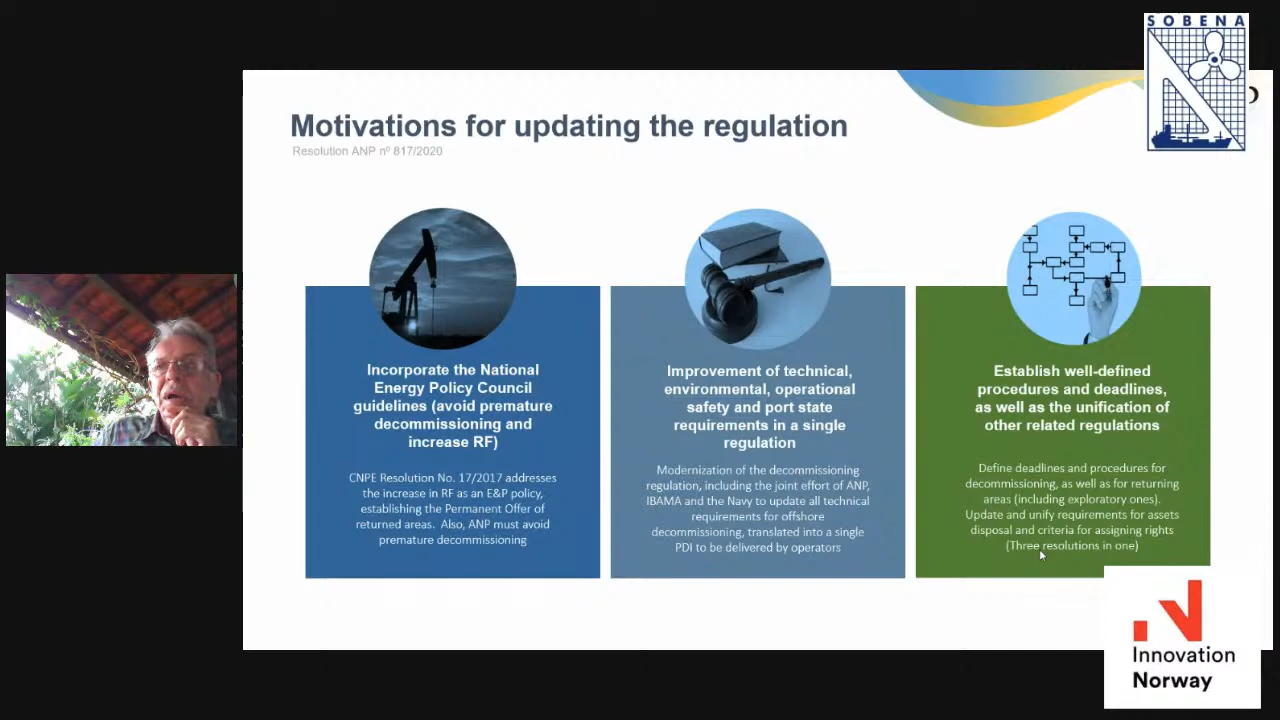 SOBENA
Motivations for updating the regulation
Resolution ANP nº 817/2020
Incorporate the National
Energy Policy Council
guidelines (avoid premature
decommissioning and
increase RF)
CNPE Resolution No. 17/2017 addresses
the increase in RF as an E&P policy,
establishing the Permanent Offer of
returned areas. Also, ANP must avoid
premature decommissioning
Improvement of technical,
environmental, operational
safety and port state
requirements in a single
regulation
Modernization of the decommissioning
regulation, including the joint effort of ANP,
IBAMA and the Navy to update all technical
requirements for offshore
decommissioning, translated into a single
PDI to be delivered by operators
Establish well-defined
procedures and deadlines,
as well as the unification of
other related regulations
Define deadlines and procedures for
decommissioning, as well as for returning
areas (including exploratory ones).
Update and unify requirements for assets
disposal and criteria for assigning rights
(Three resolutions in one)
Innovation
Norway